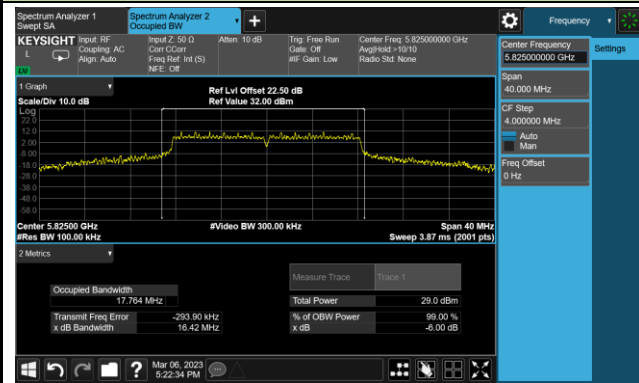 Spectrum Analyzer 1
Swept SA
Spectrum Analyzer 2
Occupied BW
+
Frequency
KEYSIGHT
L
Input: RF
Coupling: AC
Align: Auto
Input Z: 50 Ω
Corr CCorr
Freq Ref: Int (S)
NFE: Off
Atten: 10 dB
Trig: Free Run
Gate: Off
#IF Gain: Low
Center Freq: 5.825000000 GHz
Avg|Hold:>10/10
Radio Std: None
Center Frequency
5.825000000 GHz
Settings
Span
40.000 MHz
CF Step
4.000000 MHz
Auto
Man
Freq Offset
0 Hz
1 Graph
Scale/Div 10.0 dB
Ref Lvl Offset 22.50 dB
Ref Value 32.00 dBm
Log
22.0
12.0
2.00
-8.00
-18.0
-28.0
-38.0
-48.0
-58.0
Center 5.82500 GHz
#Res BW 100.00 kHz
#Video BW 300.00 kHz
Span 40 MHz
Sweep 3.87 ms (2001 pts)
2 Metrics
Measure Trace
Trace 1
Occupied Bandwidth
17.764 MHz
Total Power
29.0 dBm
Transmit Freq Error
-293.90 kHz
% of OBW Power
99.00 %
x dB Bandwidth
16.42 MHz
x dB
-6.00 dB
?
Mar 06, 2023
5:22:34 PM